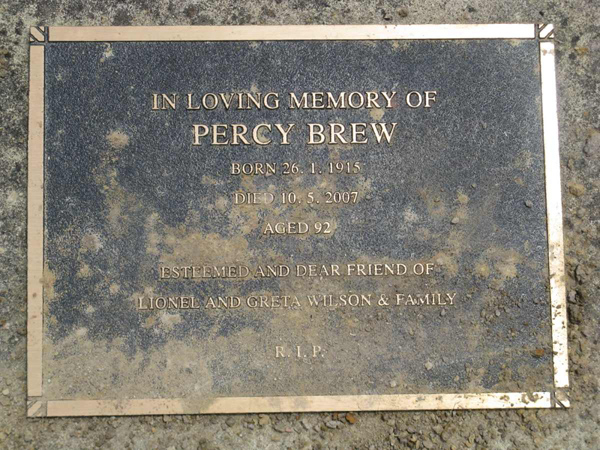 IN LOVING MEMORY OF
PERCY BREW
BORN 26. 1. 1915
DIED 10. 5. 2007
AGED 92
ESTEEMED AND DEAR FRIEND OF
LIONEL AND GRETA WILSON & FAMILY
R. I. P.